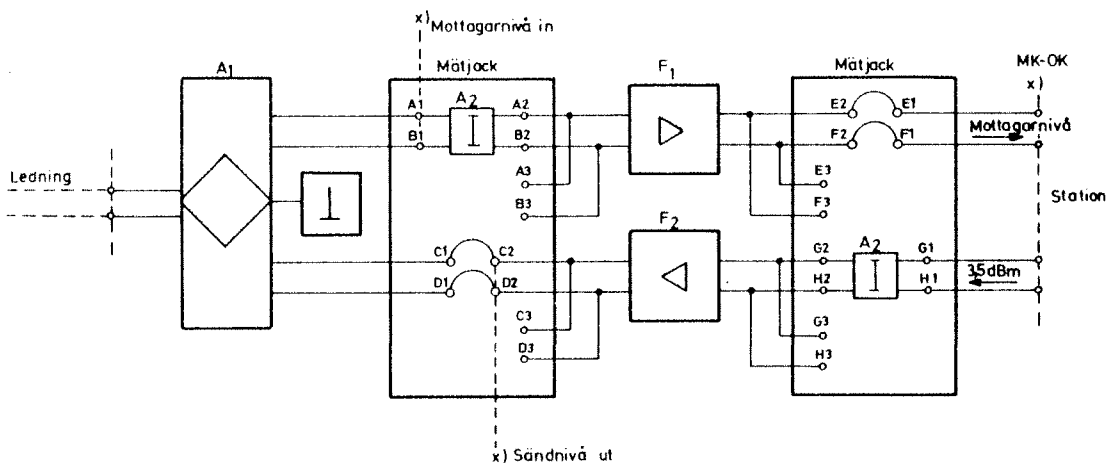 x) Mottagarnivå in
A1
Mätjack
F1
Mätjack
MK-OK
x)
A1
A2
A2
B1
B2
E2
E1
F2
F1
Mottagarnivå
A3
B3
E3
F3
Ledning
Station
F2
C1
C2
D1
D2
G2
A2
G1
H2
H1
3,5dBm
C3
D3
G3
H3
x) Sändnivå ut